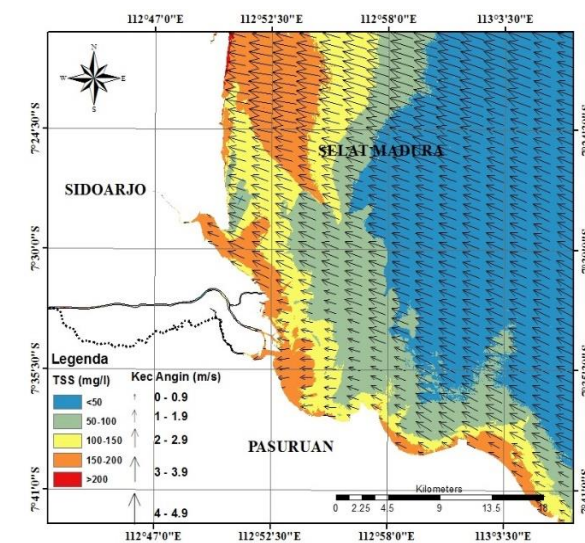 112°47'0"E 112°52'30"E 112°58'0"E 113°3'30"E
N
W E
S
7°24'30"S
SELAT MADURA
SIDOARJO
7°30'0"S
7°35'30"S
Legenda
TSS (mg/l)
<50
50-100
100-150
150-200
>200
Kec Angin (m/s)
0 - 0.9
1 - 1.9
2 - 2.9
3 - 3.9
4 - 4.9
PASURUAN
7°41'0"S
Kilometers
0 2.25 4.5 9 13.5 18
112°47'0"E 112°52'30"E 112°58'0"E 113°3'30"E